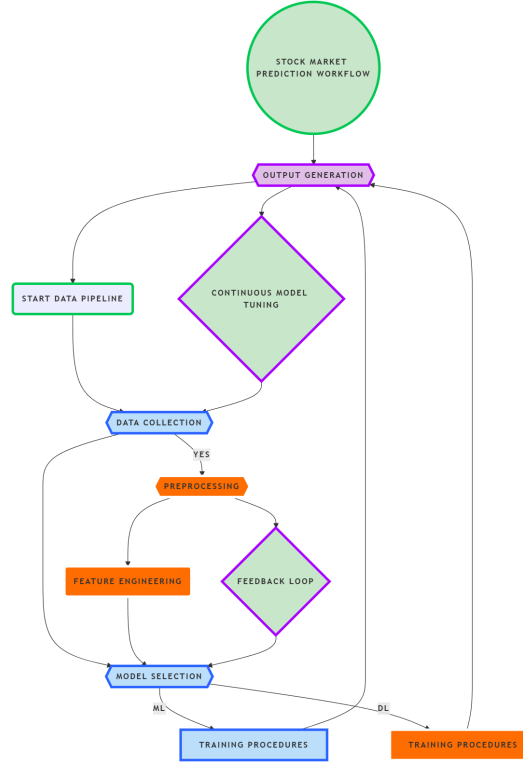 STOCK MARKET
PREDICTION WORKFLOW
OUTPUT GENERATION
START DATA PIPELINE
CONTINUOUS MODEL
TUNING
DATA COLLECTION
YES
PREPROCESSING
FEATURE ENGINEERING
FEEDBACK LOOP
MODEL SELECTION
ML
DL
TRAINING PROCEDURES
TRAINING PROCEDURES